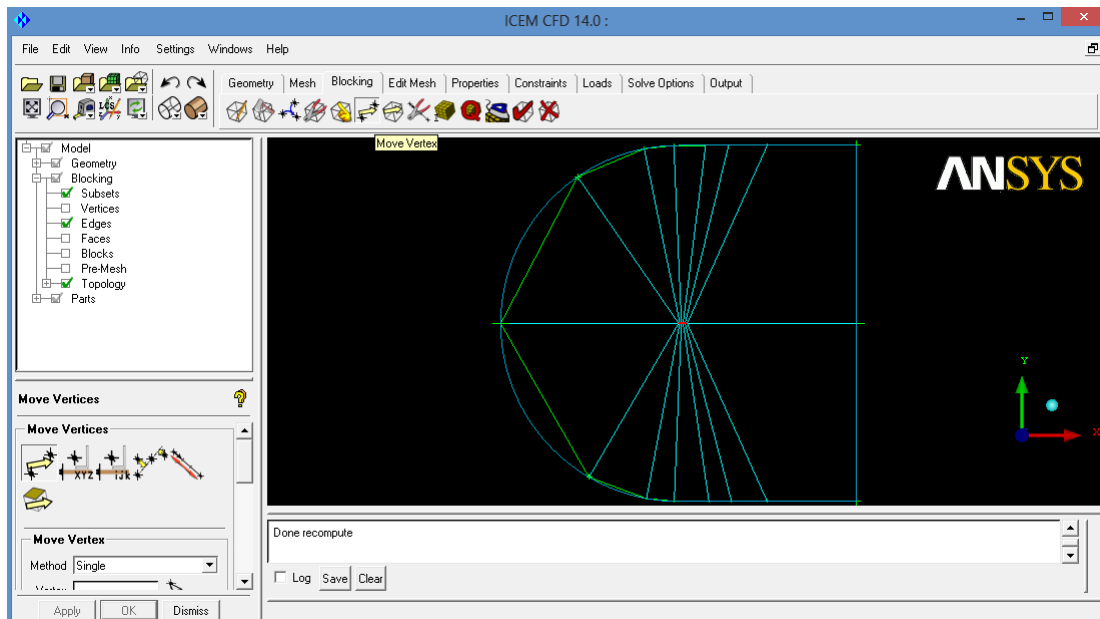 ICEM CFD 14.0 :
File Edit View Info Settings Windows Help
Geometry Mesh Blocking Edit Mesh Properties Constraints Loads Solve Options Output
Move Vertex
Model
Geometry
Blocking
Subsets
Vertices
Edges
Faces
Blocks
Pre-Mesh
Topology
Parts
ANSYS
Y
X
Move Vertices
Move Vertices
XYZ
ijk
Move Vertex
Method Single
Apply OK Dismiss
Done recompute
Log Save Clear